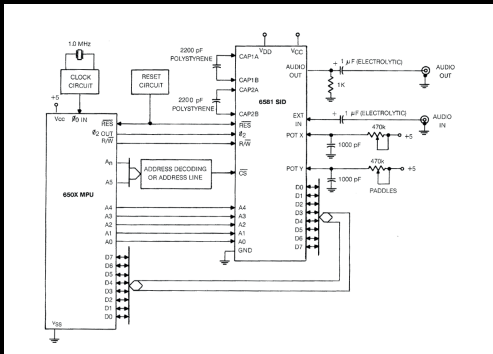 1.0 MHz
CLOCK
CIRCUIT
RESET
CIRCUIT
2200 pF
POLYSTYRENE
2200 pF
POLYSTYRENE
VDD
VCC
CAP1A
CAP1B
CAP2A
CAP2B
6581 SID
AUDIO
OUT
+ 1 µF (ELECTROLYTIC)
1K
AUDIO
OUT
EXT
IN
+ 1 µF (ELECTROLYTIC)
AUDIO
IN
POT X
470k
+5
1000 pF
POT Y
470k
+5
1000 pF
PADDLES
+5
Vcc
Ø0 IN
RES
Ø2 OUT
R/W
RES
Ø2
R/W
An
A5
ADDRESS DECODING
OR ADDRESS LINE
CS
650X MPU
A4
A3
A2
A1
A0
A4
A3
A2
A1
A0
GND
D0
D1
D2
D3
D4
D5
D6
D7
D7
D6
D5
D4
D3
D2
D1
D0
VSS